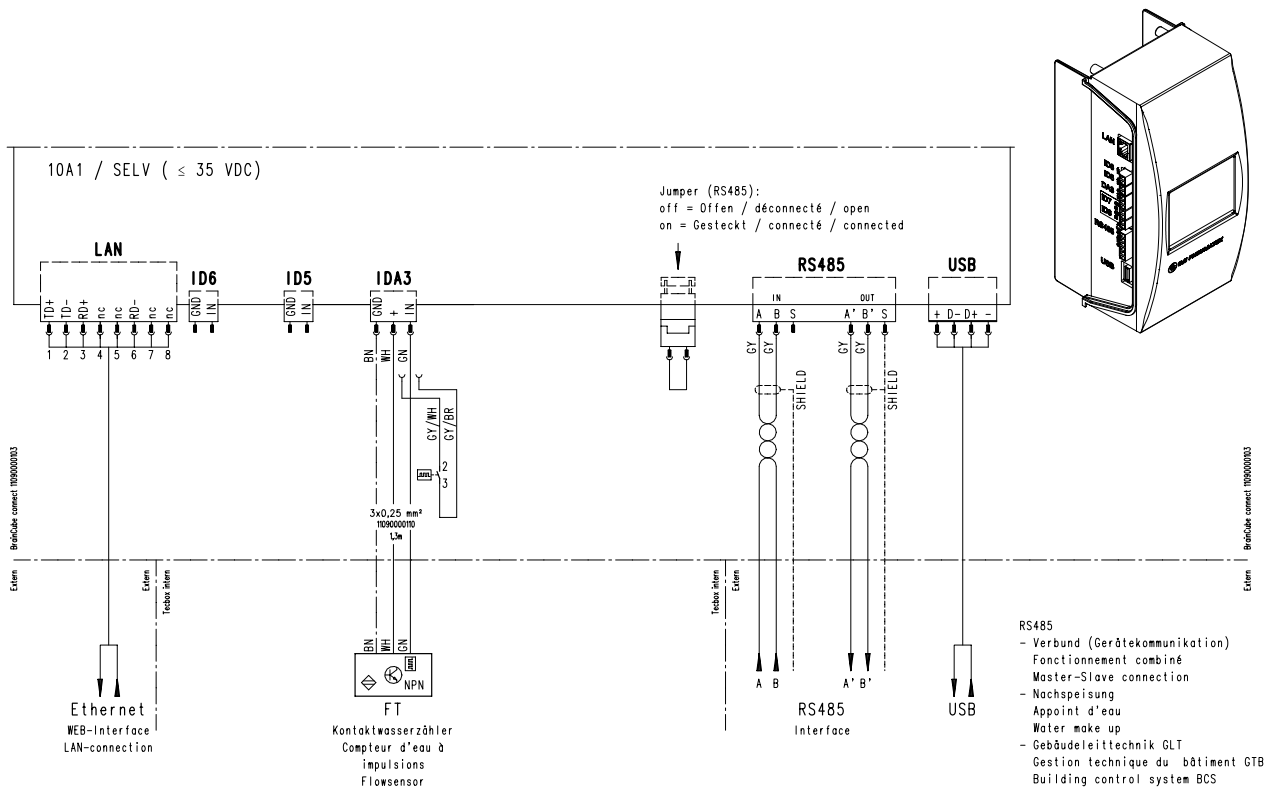 10A1 / SELV ( ≤ 35 VDC)
Jumper (RS485):
off = Offen / déconnecté / open
on = Gesteckt / connecté / connected
LAN
ID6
ID5
IDA3
RS485
USB
TD+ TD- RD+ nc nc RD- nc nc
GND IN
GND IN
GND + IN
IN OUT
A B S A' B' S
+ D- D+ -
1 2 3 4 5 6 7 8
BN WH GN
GY GY GY GY
GY/WH
GY/BR
SHIELD
SHIELD
2
3
3x0,25 mm²
11090000110
1,3m
BrainCube connect 11090000103
BrainCube connect 11090000103
Extern
Extern
Tecbox intern
Tecbox intern
Extern
Extern
BN WH GN
NPN
A B A' B'
Ethernet
WEB-Interface
LAN-connection
FT
Kontaktwasserzähler
Compteur d'eau à
impulsions
Flowsensor
RS485
Interface
USB
RS485
- Verbund (Gerätekommunikation)
Fonctionnement combiné
Master-Slave connection
- Nachspeisung
Appoint d'eau
Water make up
- Gebäudeleittechnik GLT
Gestion technique du bâtiment GTB
Building control system BCS
LAN
ID7
RS485
USB